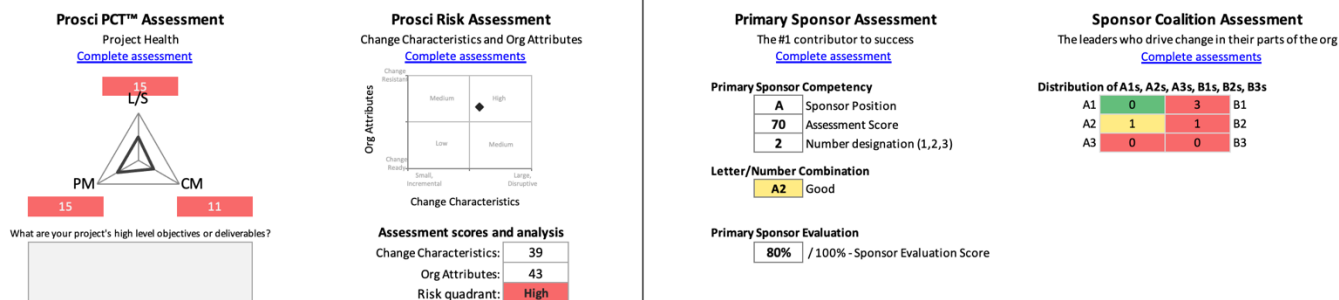 Prosci PCT™ Assessment
Project Health
Complete assessment
15
L/S
PM
CM
15
11
What are your project's high level objectives or deliverables?
Prosci Risk Assessment
Change Characteristics and Org Attributes
Complete assessments
Change Resistant
Org Attributes
Medium
High
Low
Medium
Change Ready
Small, Incremental
Large, Disruptive
Change Characteristics
Assessment scores and analysis
Change Characteristics: 39
Org Attributes: 43
Risk quadrant: High
Primary Sponsor Assessment
The #1 contributor to success
Complete assessment
Primary Sponsor Competency
A Sponsor Position
70 Assessment Score
2 Number designation (1,2,3)
Letter/Number Combination
A2 Good
Primary Sponsor Evaluation
80% / 100% - Sponsor Evaluation Score
Sponsor Coalition Assessment
The leaders who drive change in their parts of the org
Complete assessments
Distribution of A1s, A2s, A3s, B1s, B2s, B3s
A1 0 3 B1
A2 1 1 B2
A3 0 0 B3